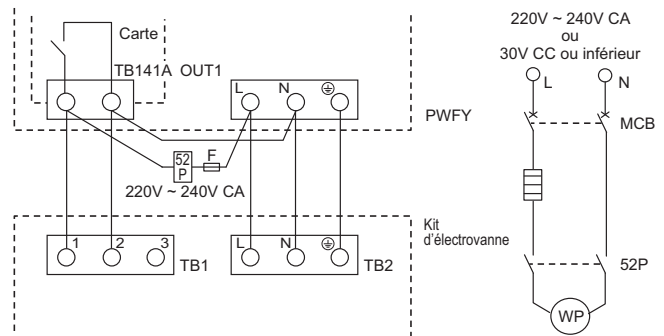 Carte
TB141A OUT1
L N
PWFY
52
P
F
220V ~ 240V CA
1 2 3
TB1
L N
TB2
Kit
d'électrovanne
220V ~ 240V CA
ou
30V CC ou inférieur
L N
MCB
52P
WP